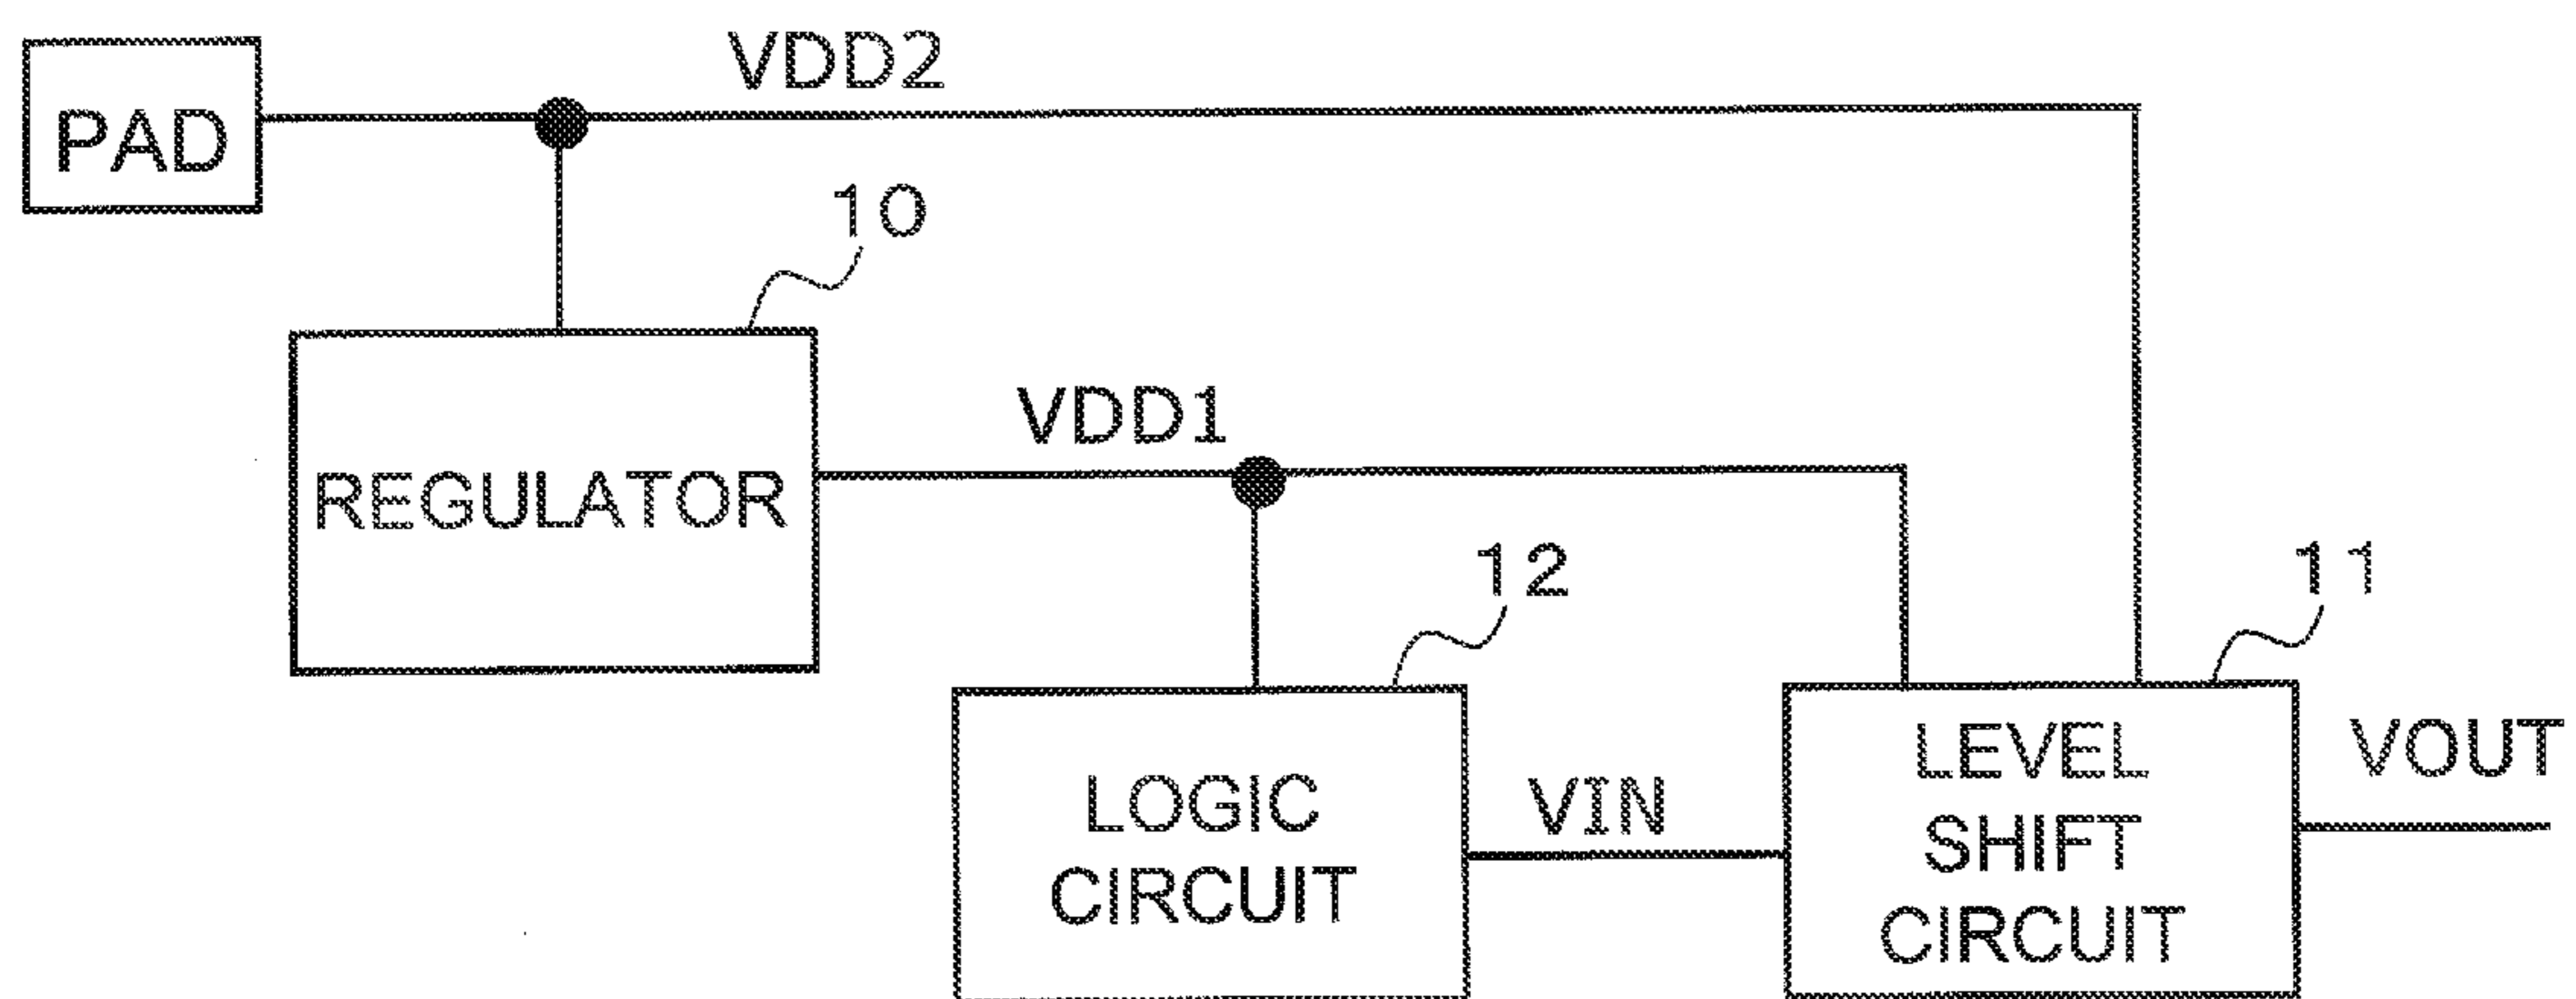 VDD2
PAD
10
VDD1
REGULATOR
12
11
LEVEL
SHIFT
CIRCUIT
VOUT
LOGIC
CIRCUIT
VIN